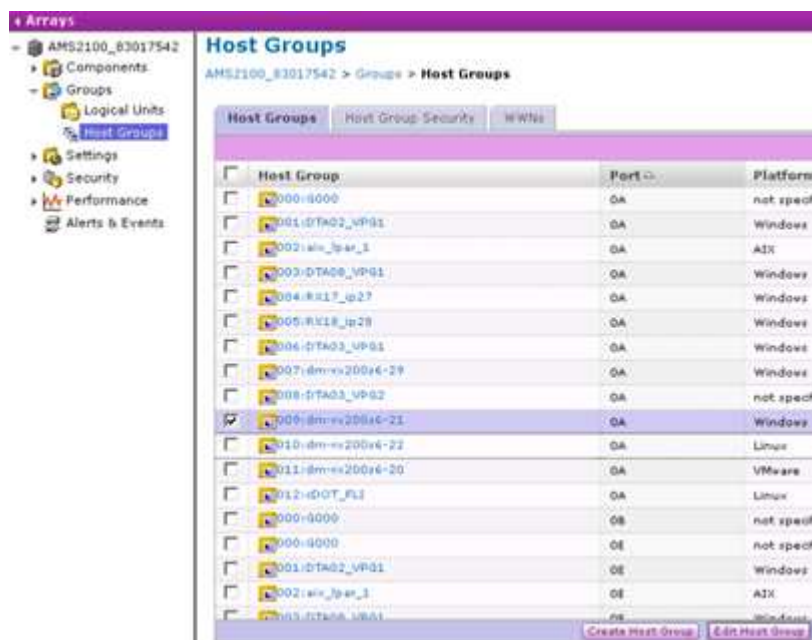 Arrays
AMS2100_83017542
Components
Groups
Logical Units
Host Groups
Settings
Security
Performance
Alerts & Events
Host Groups
AMS2100_83017542 > Groups > Host Groups
Host Groups Host Group Security WWNs
Host Group Port Platform
000:G000 0A not specif
001:DTA02_VPG1 0A Windows
002:aix_lpar_1 0A AIX
003:DTA08_VPG1 0A Windows
004:RX17_ip27 0A Windows
005:RX18_ip28 0A Windows
006:DTA03_VPG1 0A Windows
007:dm-rx200s6-29 0A Windows
008:DTA03_VPG2 0A not specif
009:dm-rx200s6-21 0A Windows
010:dm-rx200s6-22 0A Linux
011:dm-rx200s6-20 0A VMware
012:cDOT_FLI 0A Linux
000:G000 0B not specif
000:G000 0E not specif
001:DTA02_VPG1 0E Windows
002:aix_lpar_1 0E AIX
003:DTA08_VPG1 0E Windows
Create Host Group Edit Host Group